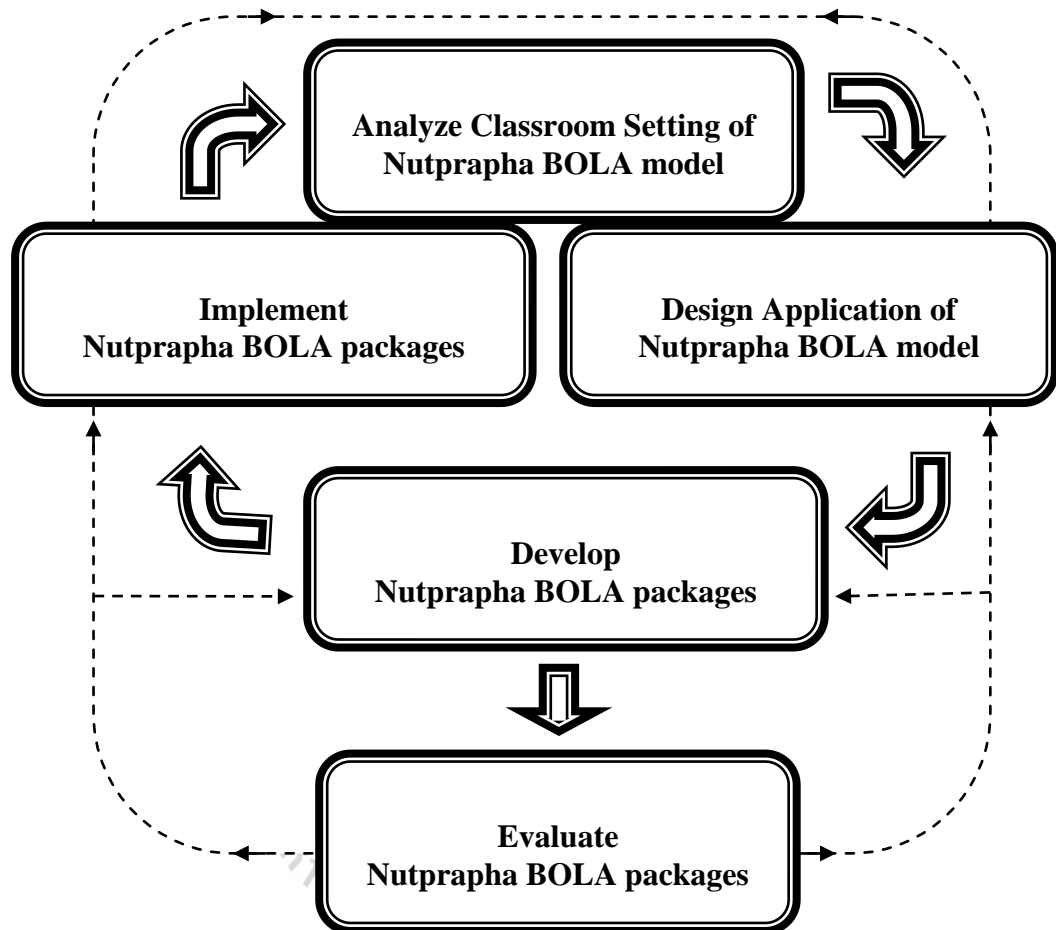 Analyze Classroom Setting of
Nutprapha BOLA model
Implement
Nutprapha BOLA packages
Design Application of
Nutprapha BOLA model
Develop
Nutprapha BOLA packages
Evaluate
Nutprapha BOLA packages